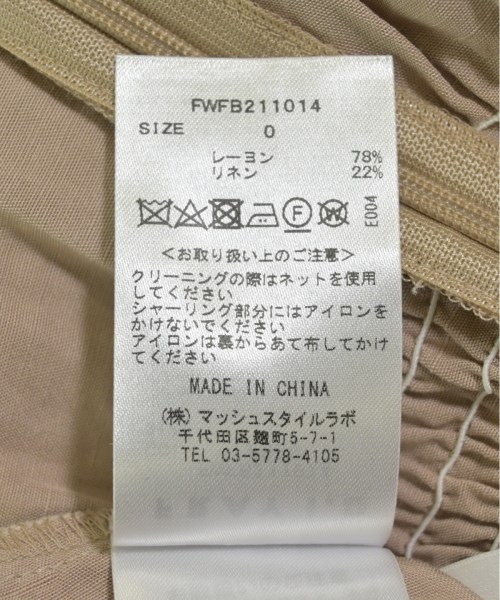 FWFB211014
SIZE 0
レーヨン 78%
リネン 22%
F W E004
<お取り扱い上のご注意>
クリーニングの際はネットを使用
してください
シャーリング部分にはアイロンを
かけないでください
アイロンは裏からあて布してかけ
てください
MADE IN CHINA
(株)マッシュスタイルラボ
千代田区麹町5-7-1
TEL 03-5778-4105